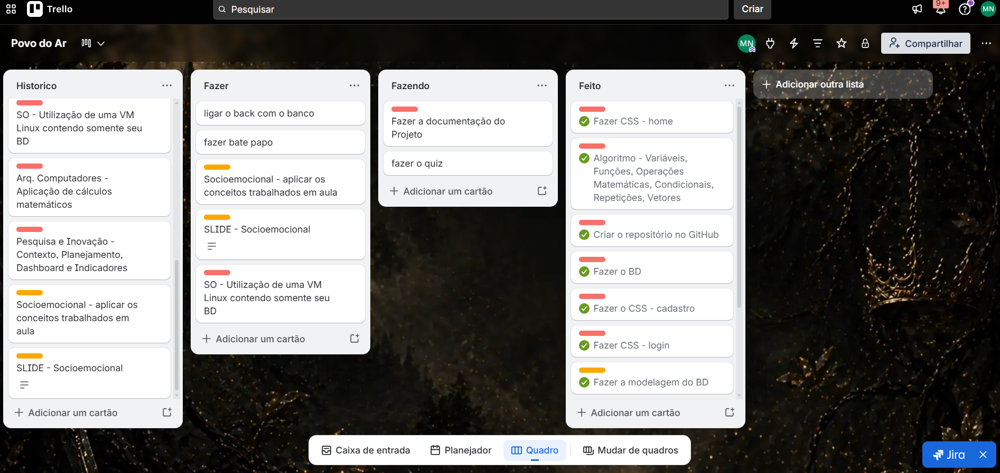 Trello
Pesquisar
Criar
9+
MN
Povo do Ar
MN
Compartilhar
Historico
SO - Utilização de uma VM
Linux contendo somente seu
BD
Arq. Computadores -
Aplicação de cálculos
matemáticos
Pesquisa e Inovação -
Contexto, Planejamento,
Dashboard e Indicadores
Socioemocional - aplicar os
conceitos trabalhados em
aula
SLIDE - Socioemocional
Adicionar um cartão
Fazer
ligar o back com o banco
fazer bate papo
Socioemocional - aplicar os
conceitos trabalhados em aula
SLIDE - Socioemocional
SO - Utilização de uma VM
Linux contendo somente seu
BD
Adicionar um cartão
Fazendo
Fazer a documentação do
Projeto
fazer o quiz
Adicionar um cartão
Feito
Fazer CSS - home
Algoritmo - Variáveis,
Funções, Operações
Matemáticas, Condicionais,
Repetições, Vetores
Criar o repositório no GitHub
Fazer o BD
Fazer o CSS - cadastro
Fazer CSS - login
Fazer a modelagem do BD
Adicionar um cartão
Adicionar outra lista
Caixa de entrada
Planejador
Quadro
Mudar de quadros
Jira